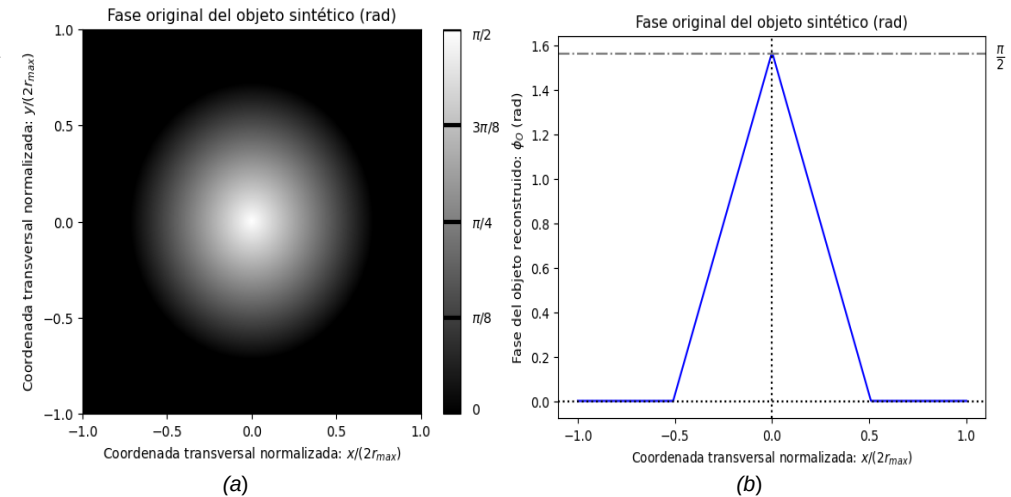 Fase original del objeto sintético (rad)
1.0
0.5
0.0
−0.5
−1.0
Coordenada transversal normalizada: y/(2r_max)
−1.0 −0.5 0.0 0.5 1.0
Coordenada transversal normalizada: x/(2r_max)
π/2
3π/8
π/4
π/8
0
(a)
Fase original del objeto sintético (rad)
1.6
1.4
1.2
1.0
0.8
0.6
0.4
0.2
0.0
Fase del objeto reconstruido: ϕ_O (rad)
π/2
−1.0 −0.5 0.0 0.5 1.0
Coordenada transversal normalizada: x/(2r_max)
(b)